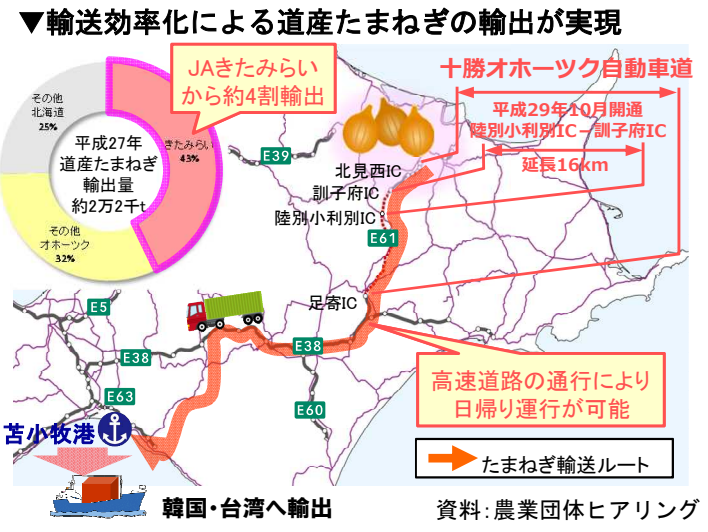 ▼輸送効率化による道産たまねぎの輸出が実現
JAきたみらい
から約4割輸出
その他
北海道
25%
平成27年
道産たまねぎ
輸出量
約2万2千t
きたみらい
43%
その他
オホーツク
32%
十勝オホーツク自動車道
平成29年10月開通
陸別小利別IC－訓子府IC
延長16km
E39
北見西IC
訓子府IC
陸別小利別IC
E61
足寄IC
E5
E38
E38
E63
E60
高速道路の通行により
日帰り運行が可能
苫小牧港
たまねぎ輸送ルート
韓国・台湾へ輸出
資料：農業団体ヒアリング